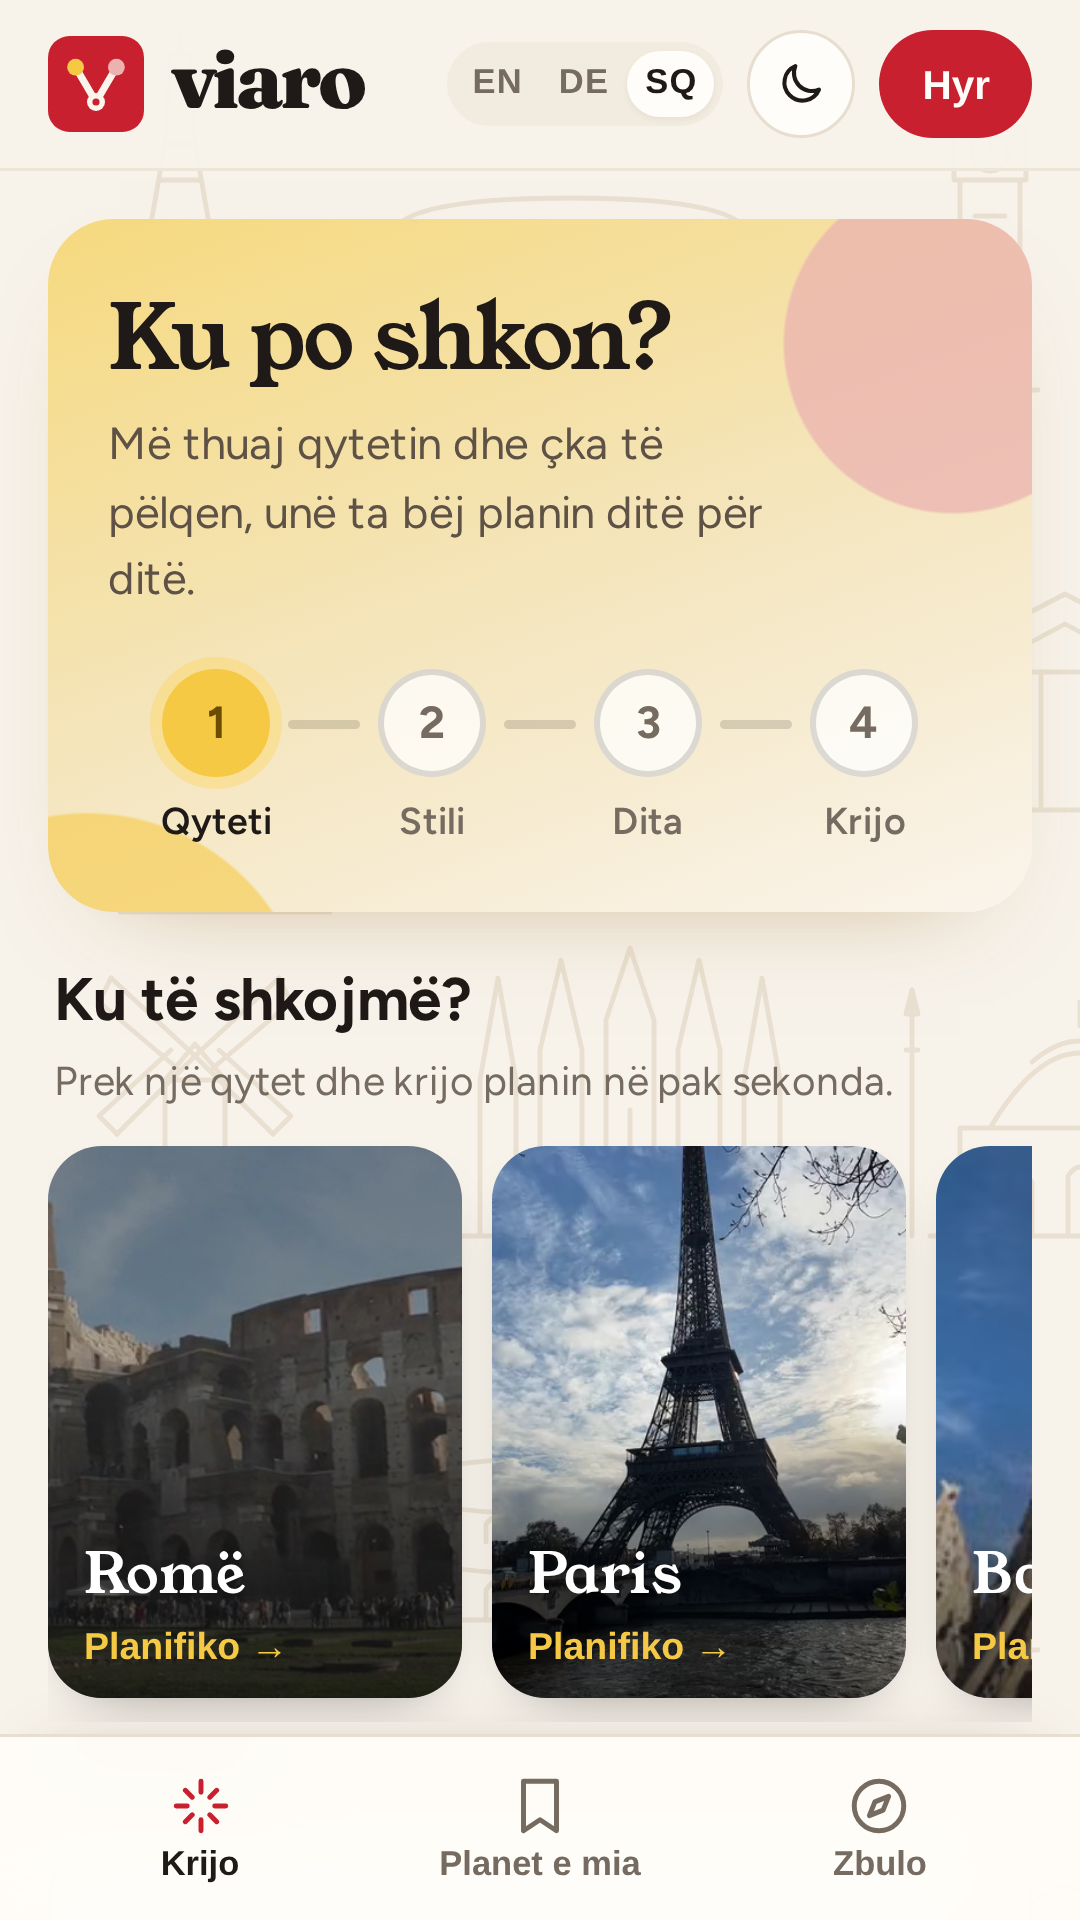 viaro
EN DE SQ
Hyr
Ku po shkon?
Më thuaj qytetin dhe çka të
pëlqen, unë ta bëj planin ditë për
ditë.
1 2 3 4
Qyteti Stili Dita Krijo
Ku të shkojmë?
Prek një qytet dhe krijo planin në pak sekonda.
Romë Paris
Planifiko → Planifiko →
Krijo Planet e mia Zbulo